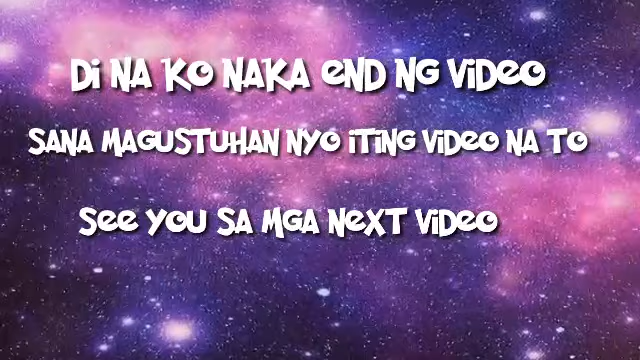 Di NA KO NAKA eND NG ViDeO
SANA MAGUSTUHAN NYO iTiNG ViDeO NA TO
See YOU SA MGA NeXT ViDeO